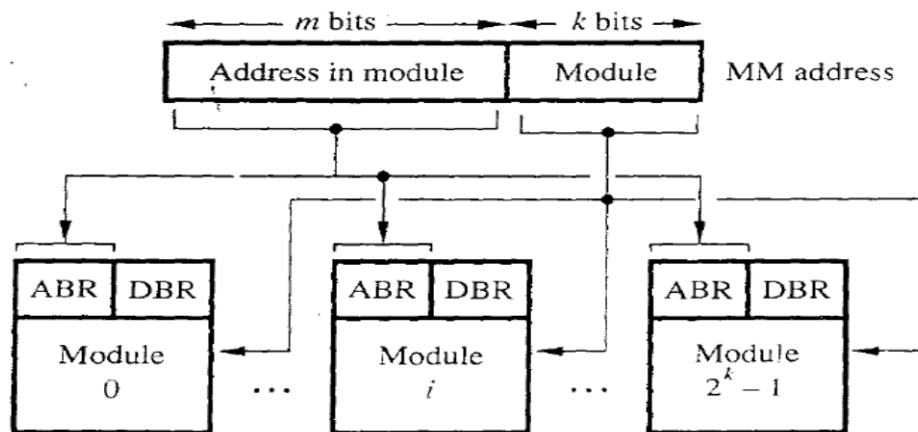 m bits k bits
Address in module Module MM address
ABR DBR ABR DBR ABR DBR
Module Module Module
0 ... i ... 2^k − 1